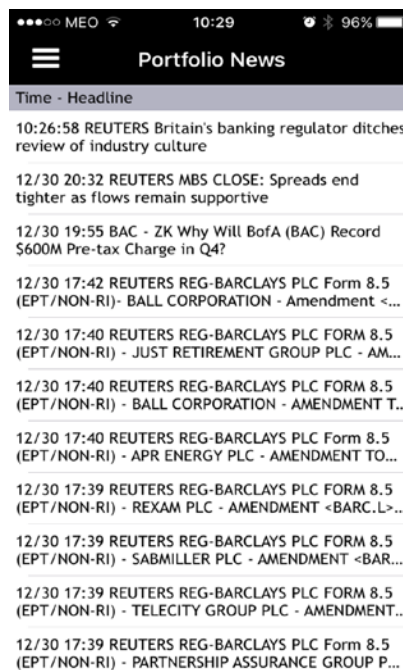 MEO 10:29 96%
Portfolio News
Time - Headline
10:26:58 REUTERS Britain's banking regulator ditches
review of industry culture
12/30 20:32 REUTERS MBS CLOSE: Spreads end
tighter as flows remain supportive
12/30 19:55 BAC - ZK Why Will BofA (BAC) Record
$600M Pre-tax Charge in Q4?
12/30 17:42 REUTERS REG-BARCLAYS PLC Form 8.5
(EPT/NON-RI)- BALL CORPORATION - Amendment <...
12/30 17:40 REUTERS REG-BARCLAYS PLC FORM 8.5
(EPT/NON-RI) - JUST RETIREMENT GROUP PLC - AM...
12/30 17:40 REUTERS REG-BARCLAYS PLC FORM 8.5
(EPT/NON-RI) - BALL CORPORATION - AMENDMENT T...
12/30 17:40 REUTERS REG-BARCLAYS PLC Form 8.5
(EPT/NON-RI) - APR ENERGY PLC - AMENDMENT TO...
12/30 17:39 REUTERS REG-BARCLAYS PLC FORM 8.5
(EPT/NON-RI) - REXAM PLC - AMENDMENT <BARC.L>...
12/30 17:39 REUTERS REG-BARCLAYS PLC FORM 8.5
(EPT/NON-RI) - SABMILLER PLC - AMENDMENT <BAR...
12/30 17:39 REUTERS REG-BARCLAYS PLC FORM 8.5
(EPT/NON-RI) - TELECITY GROUP PLC - AMENDMENT...
12/30 17:39 REUTERS REG-BARCLAYS PLC Form 8.5
(EPT/NON-RI) - PARTNERSHIP ASSURANCE GROUP P...